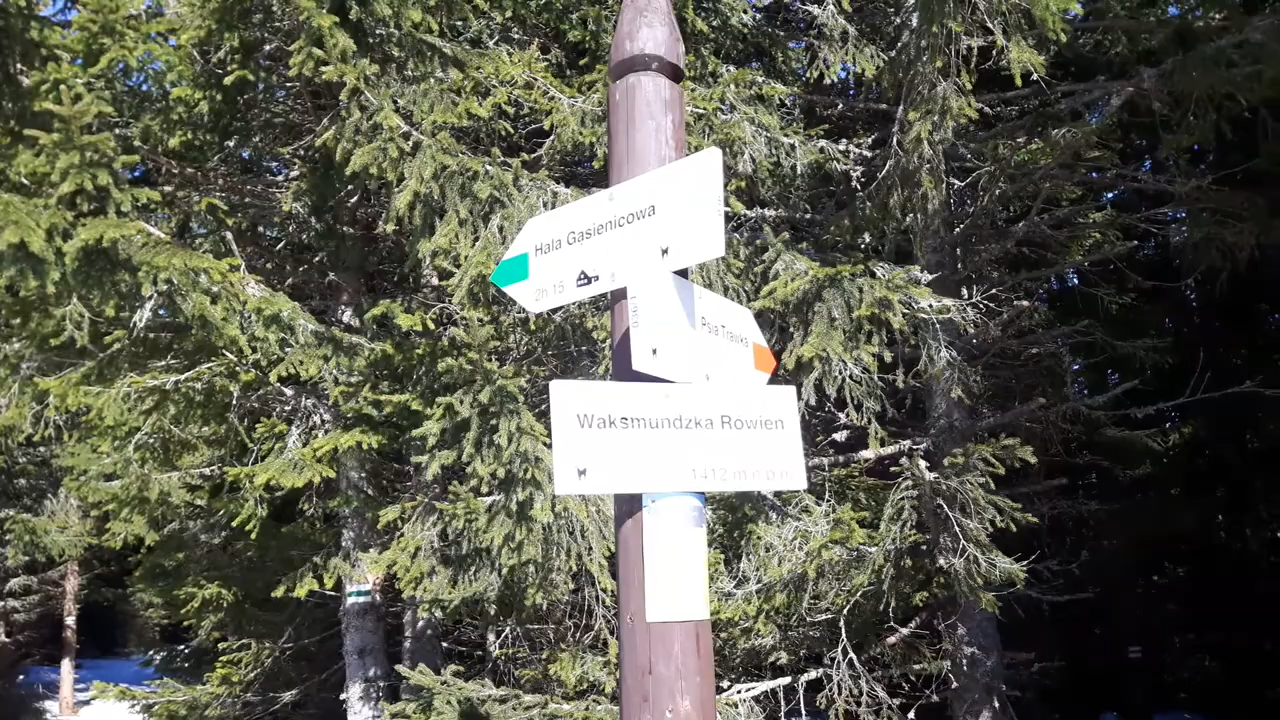 Hala Gąsienicowa
2h 15
Psia Trawka
Waksmundzka Rówień
1412 m n.p.m.